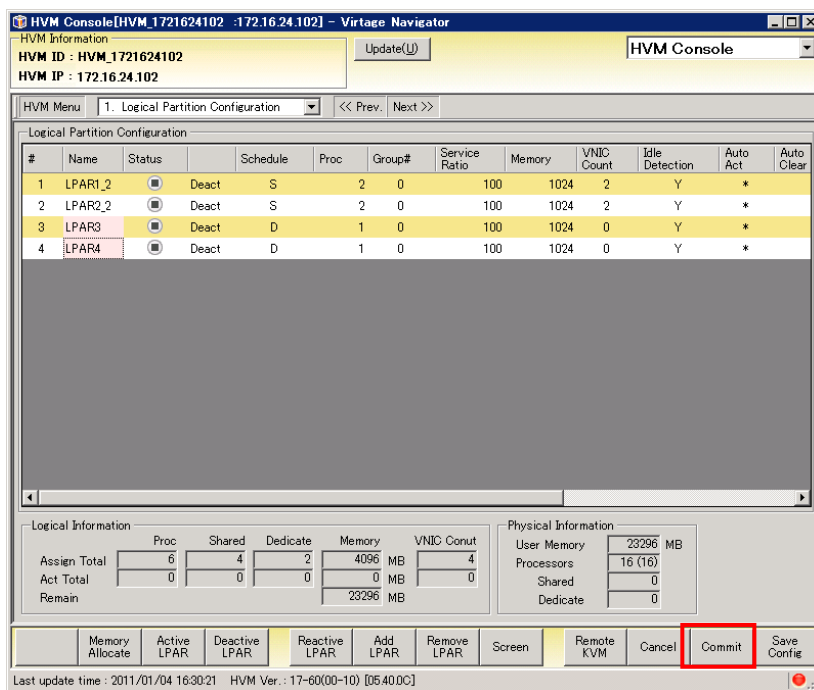 HVM Console[HVM_1721624102 :172.16.24.102] - Virtage Navigator
HVM Information
HVM ID : HVM_1721624102
HVM IP : 172.16.24.102
Update(U)
HVM Console
HVM Menu 1. Logical Partition Configuration << Prev. Next >>
Logical Partition Configuration
# Name Status Schedule Proc Group# Service Ratio Memory VNIC Count Idle Detection Auto Act Auto Clear
1 LPAR1_2 Deact S 2 0 100 1024 2 Y *
2 LPAR2_2 Deact S 2 0 100 1024 2 Y *
3 LPAR3 Deact D 1 0 100 1024 0 Y *
4 LPAR4 Deact D 1 0 100 1024 0 Y *
Logical Information
Proc Shared Dedicate Memory VNIC Conut
Assign Total 6 4 2 4096 MB 4
Act Total 0 0 0 0 MB 0
Remain 23296 MB
Physical Information
User Memory 23296 MB
Processors 16 (16)
Shared 0
Dedicate 0
Memory Allocate Active LPAR Deactive LPAR Reactive LPAR Add LPAR Remove LPAR Screen Remote KVM Cancel Commit Save Config
Last update time : 2011/01/04 16:30:21 HVM Ver. : 17-60(00-10) [05.40.0C]